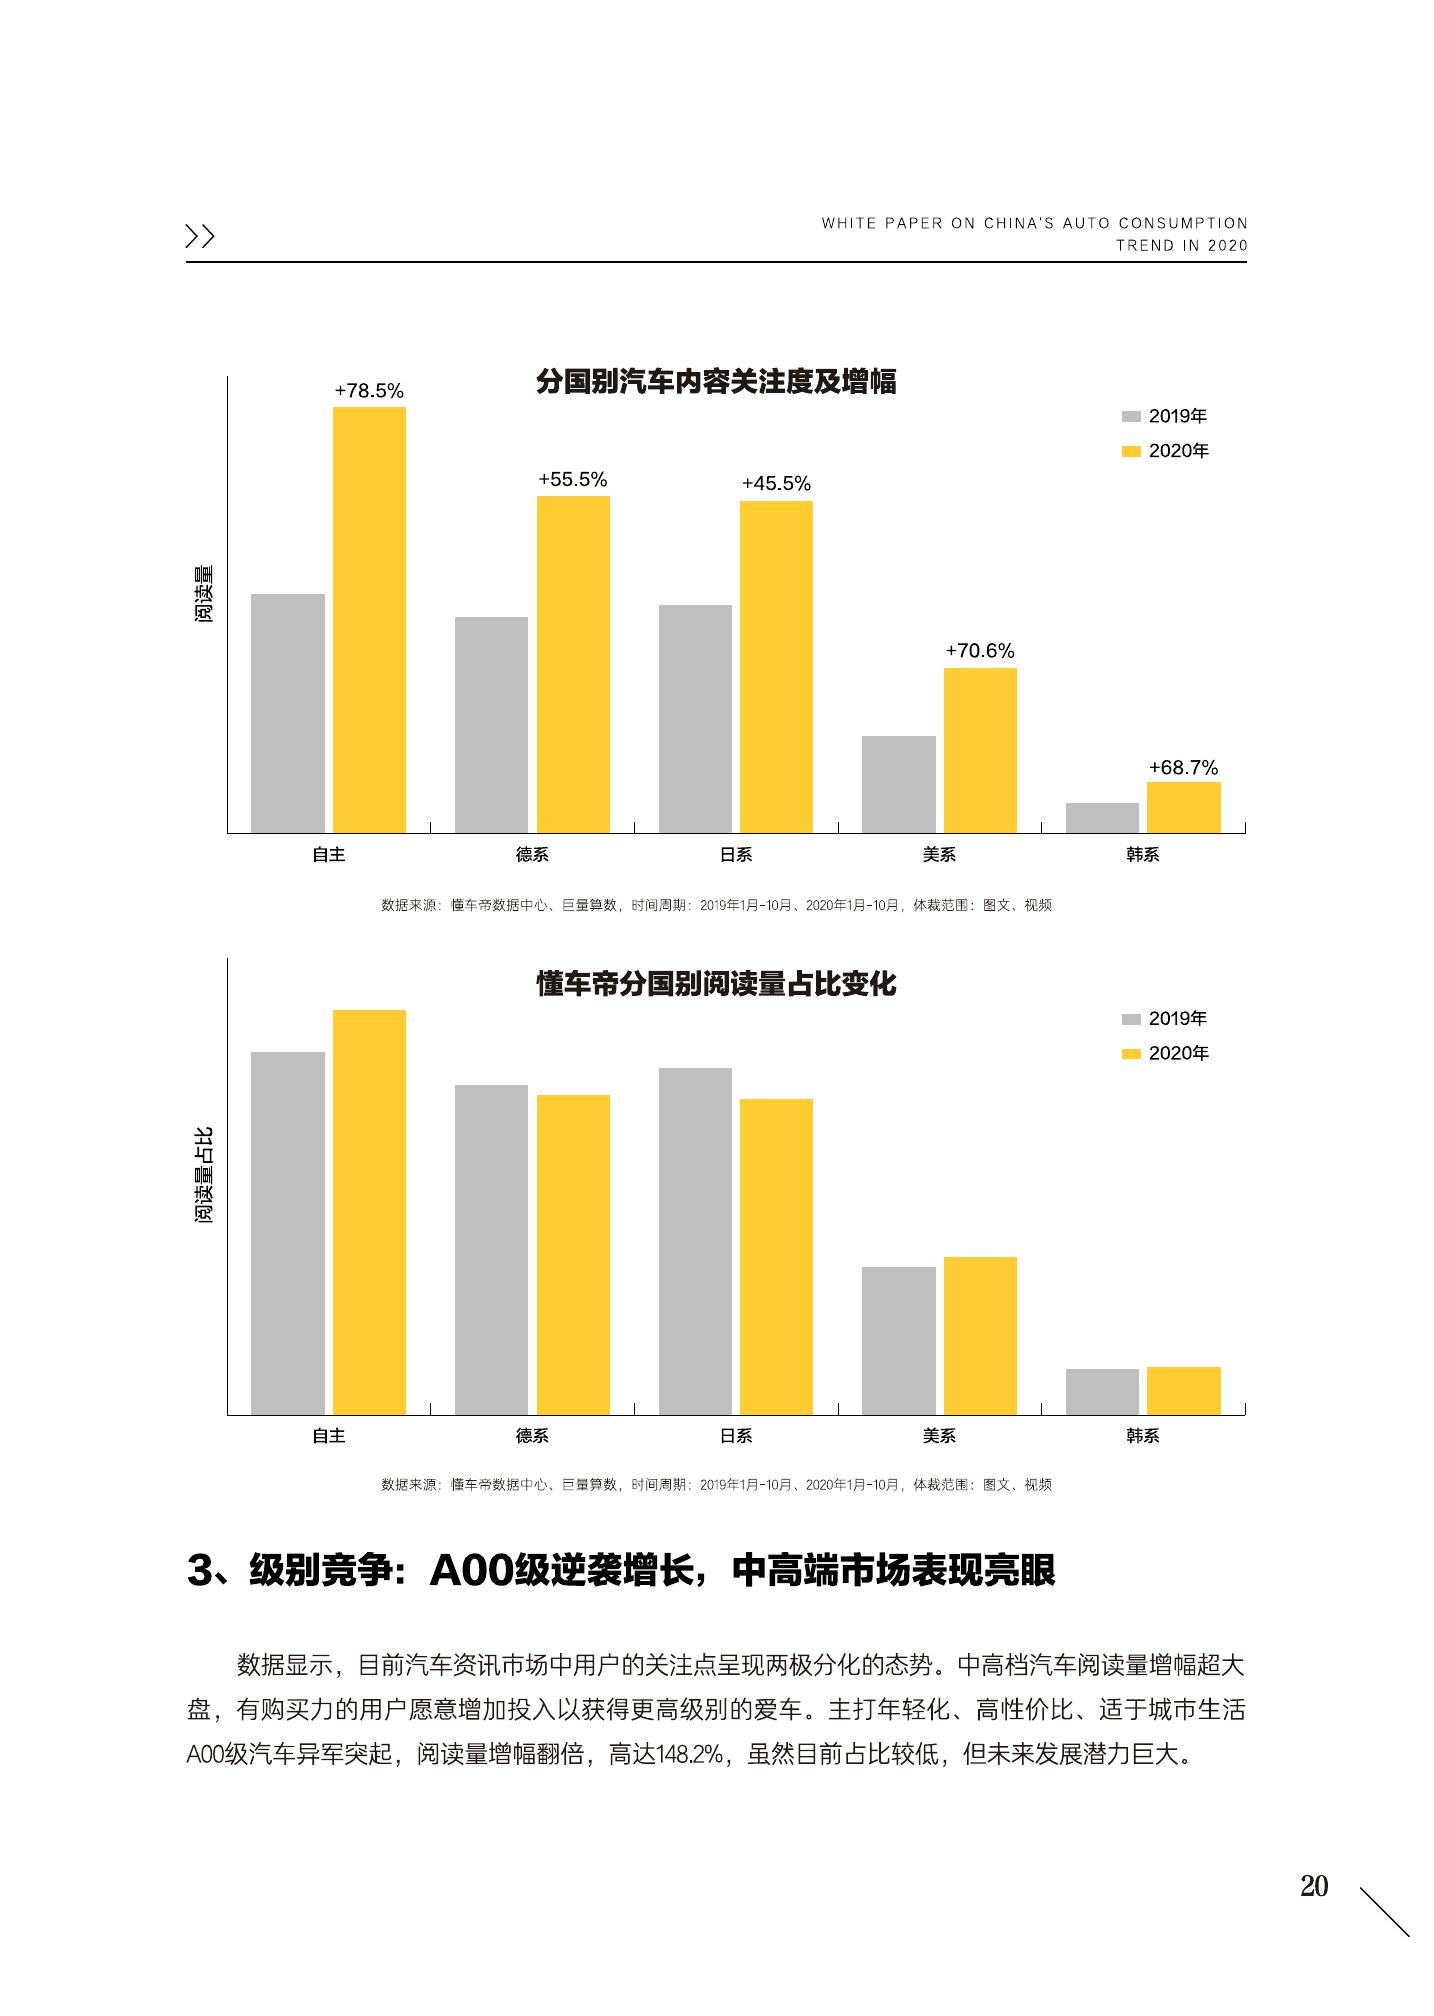 WHITE PAPER ON CHINA'S AUTO CONSUMPTION
TREND IN 2020
分国别汽车内容关注度及增幅
2019年
2020年
+78.5%
+55.5%
+45.5%
+70.6%
+68.7%
阅读量
自主
德系
日系
美系
韩系
数据来源：懂车帝数据中心、巨量算数，时间周期：2019年1月-10月、2020年1月-10月，体裁范围：图文、视频
懂车帝分国别阅读量占比变化
2019年
2020年
阅读量占比
自主
德系
日系
美系
韩系
数据来源：懂车帝数据中心、巨量算数，时间周期：2019年1月-10月、2020年1月-10月，体裁范围：图文、视频
3、级别竞争：A00级逆袭增长，中高端市场表现亮眼
数据显示，目前汽车资讯市场中用户的关注点呈现两极分化的态势。中高档汽车阅读量增幅超大
盘，有购买力的用户愿意增加投入以获得更高级别的爱车。主打年轻化、高性价比、适于城市生活
A00级汽车异军突起，阅读量增幅翻倍，高达148.2%，虽然目前占比较低，但未来发展潜力巨大。
20